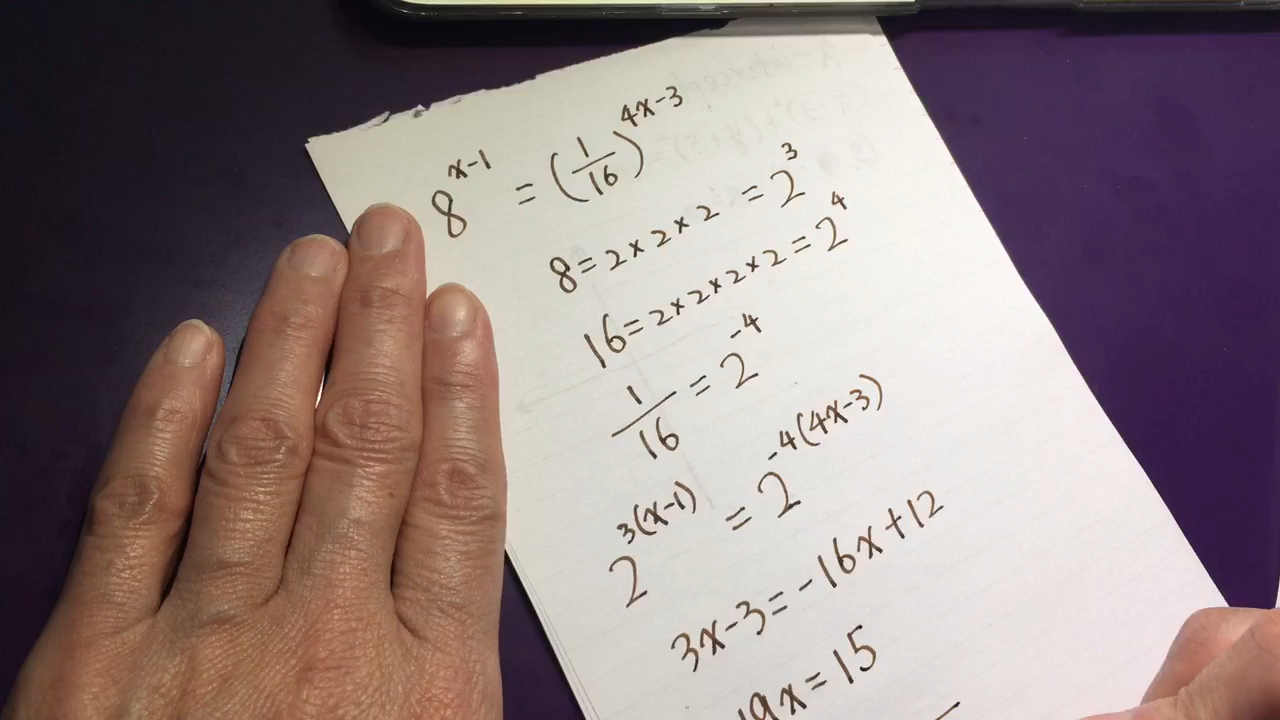 8^(x-1) = (1/16)^(4x-3)
8=2×2×2 = 2^3
16=2×2×2×2=2^4
1/16 = 2^-4
2^3(x-1) = 2^-4(4x-3)
3x-3=-16x+12
19x=15